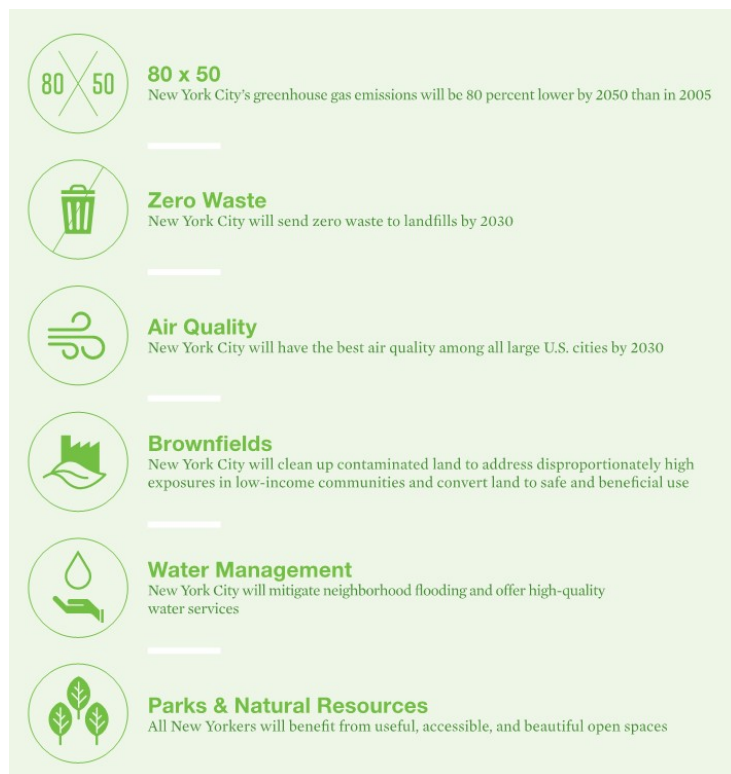 80 50
80 x 50
New York City's greenhouse gas emissions will be 80 percent lower by 2050 than in 2005
Zero Waste
New York City will send zero waste to landfills by 2030
Air Quality
New York City will have the best air quality among all large U.S. cities by 2030
Brownfields
New York City will clean up contaminated land to address disproportionately high
exposures in low-income communities and convert land to safe and beneficial use
Water Management
New York City will mitigate neighborhood flooding and offer high-quality
water services
Parks & Natural Resources
All New Yorkers will benefit from useful, accessible, and beautiful open spaces